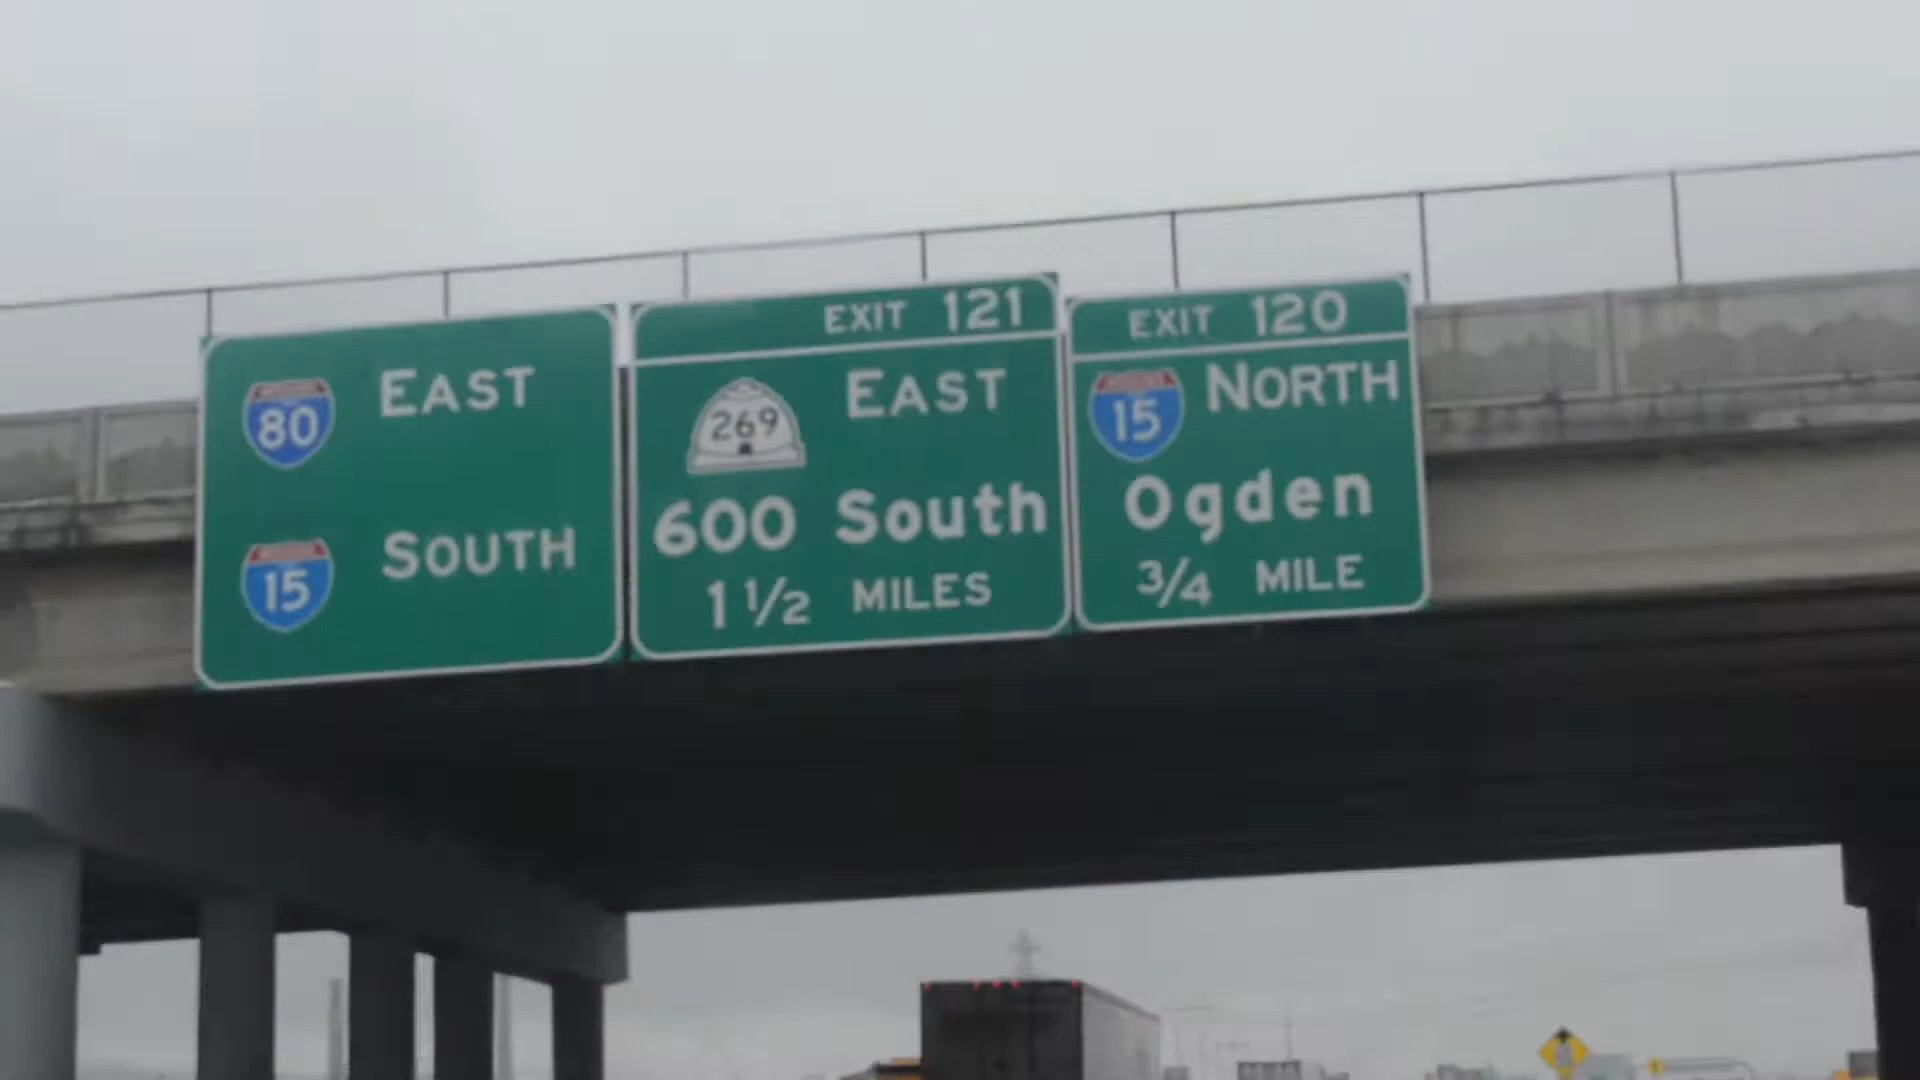 80 EAST
15 SOUTH
EXIT 121
269 EAST
600 South
1 1/2 MILES
EXIT 120
15 NORTH
Ogden
3/4 MILE